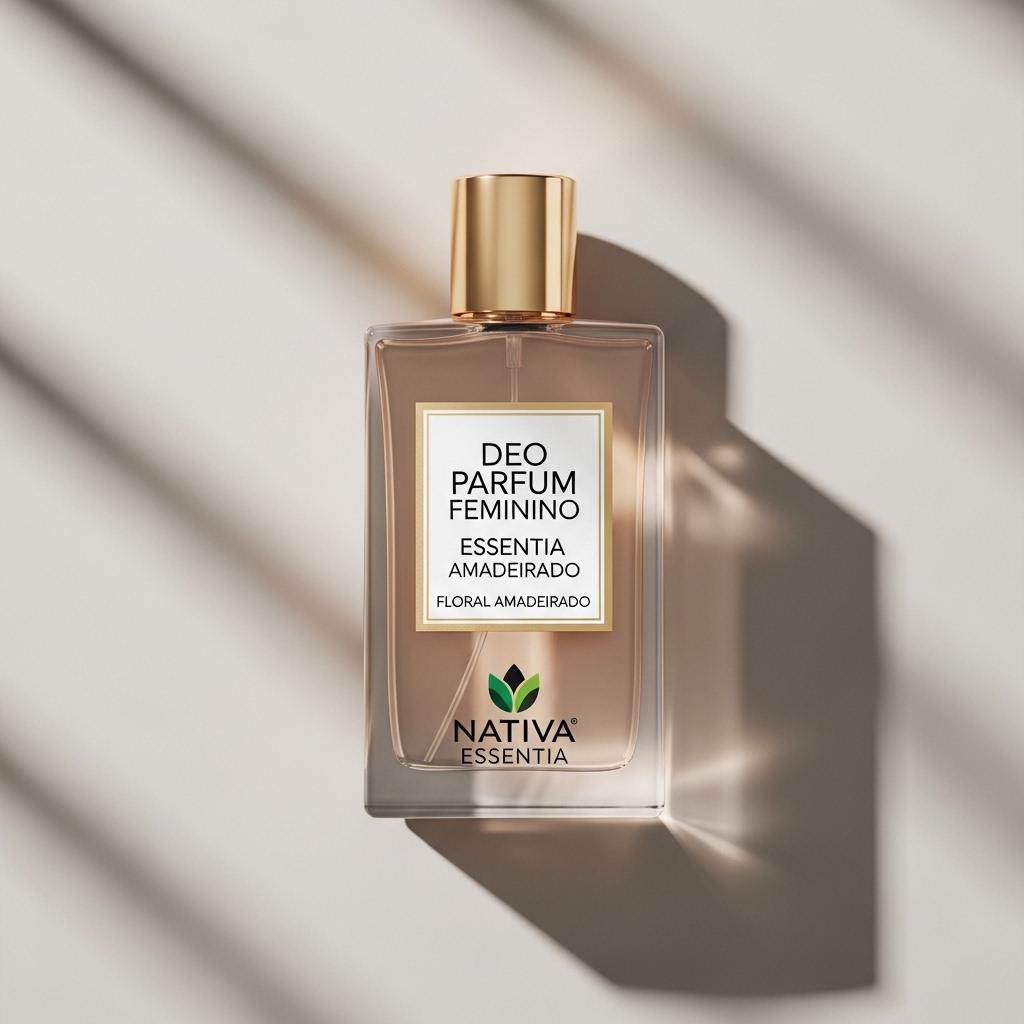 DEO
PARFUM
FEMININO
ESSENTIA
AMADEIRADO
FLORAL AMADEIRADO
NATIVA®
ESSENTIA